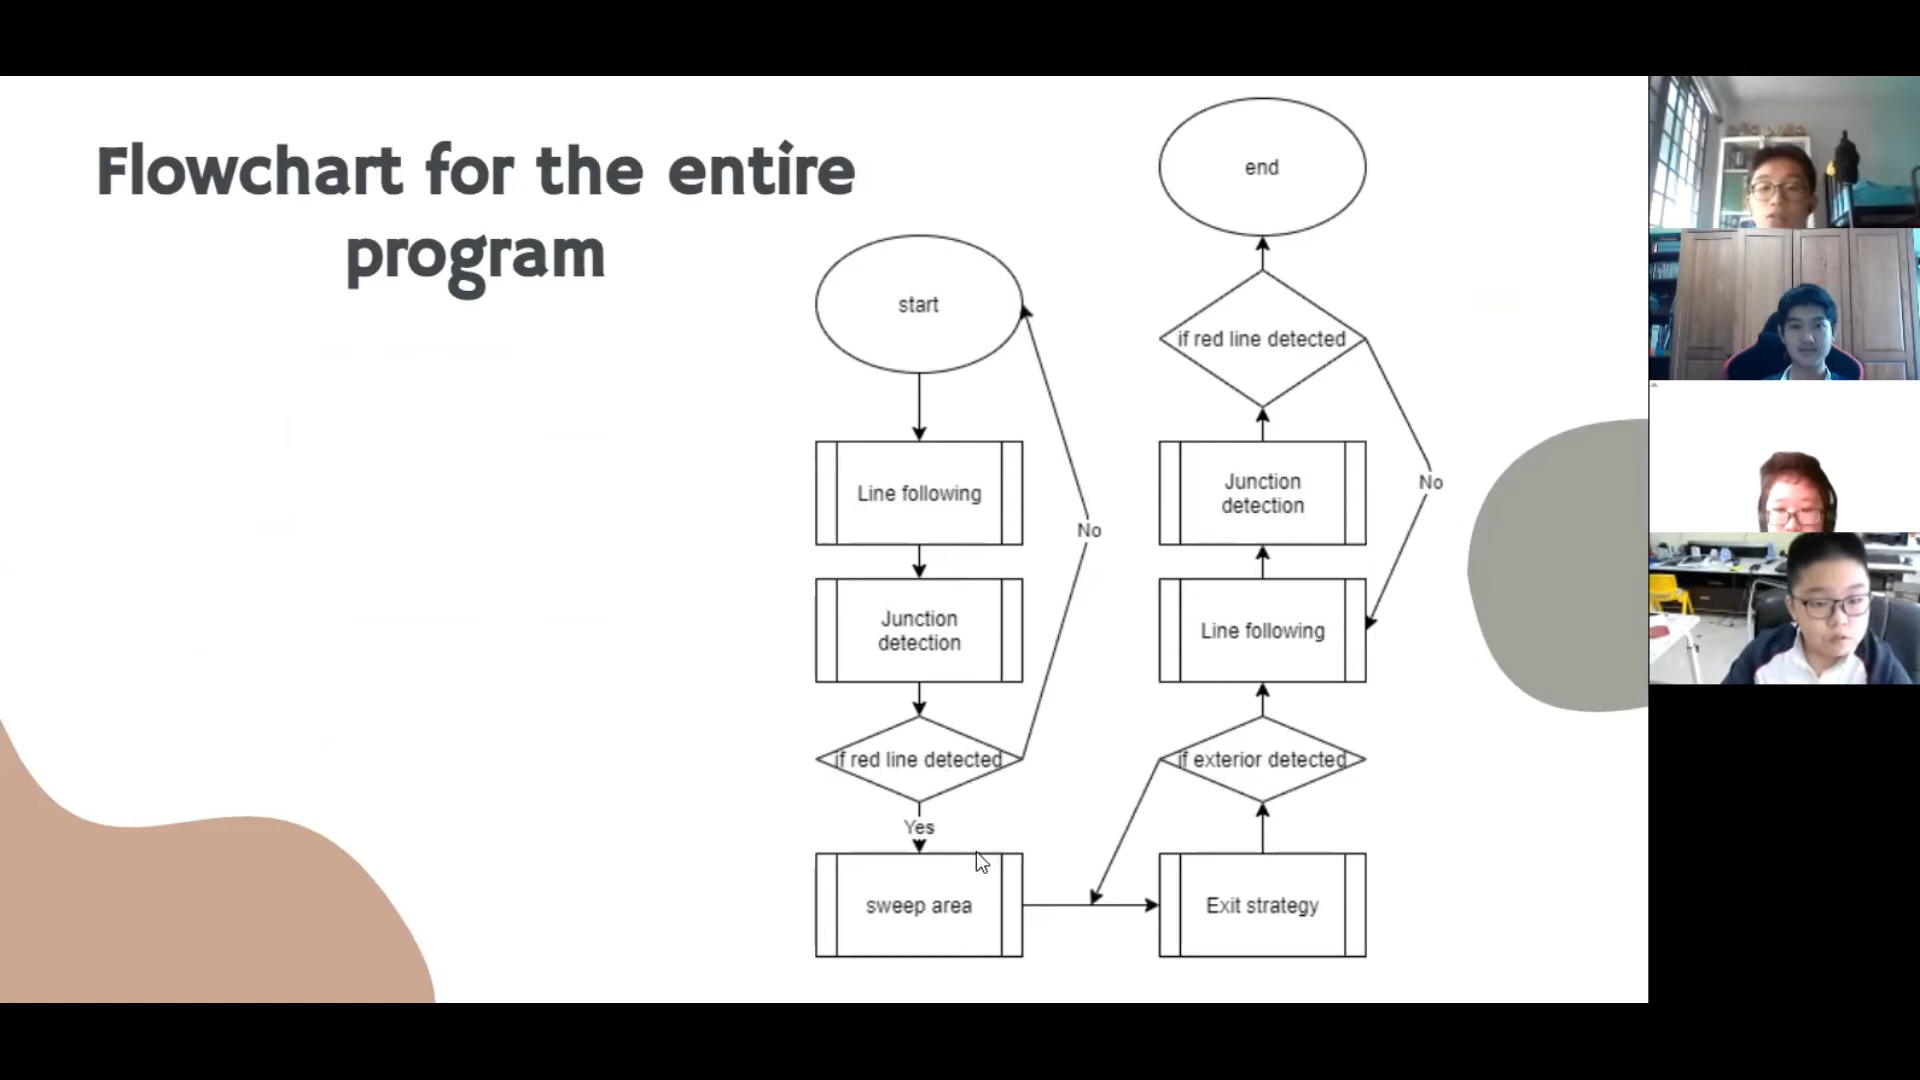 Flowchart for the entire
program
start
Line following
Junction
detection
if red line detected
No
Yes
sweep area
Exit strategy
if exterior detected
Line following
Junction
detection
if red line detected
No
end